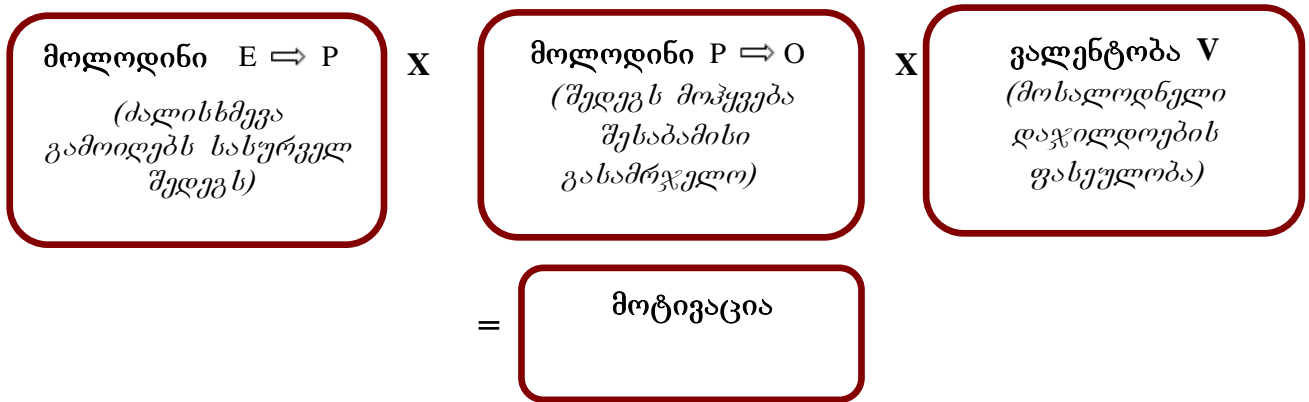 მოლოდინი E ⇨ P
(ძალისხმევა
გამოიღებს სასურველ
შედეგს)
X
მოლოდინი P ⇨ O
(შედეგს მოჰყვება
შესაბამისი
გასამრჯელო)
X
ვალენტობა V
(მოსალოდნელი
დაჯილდოების
ფასეულობა)
=
მოტივაცია